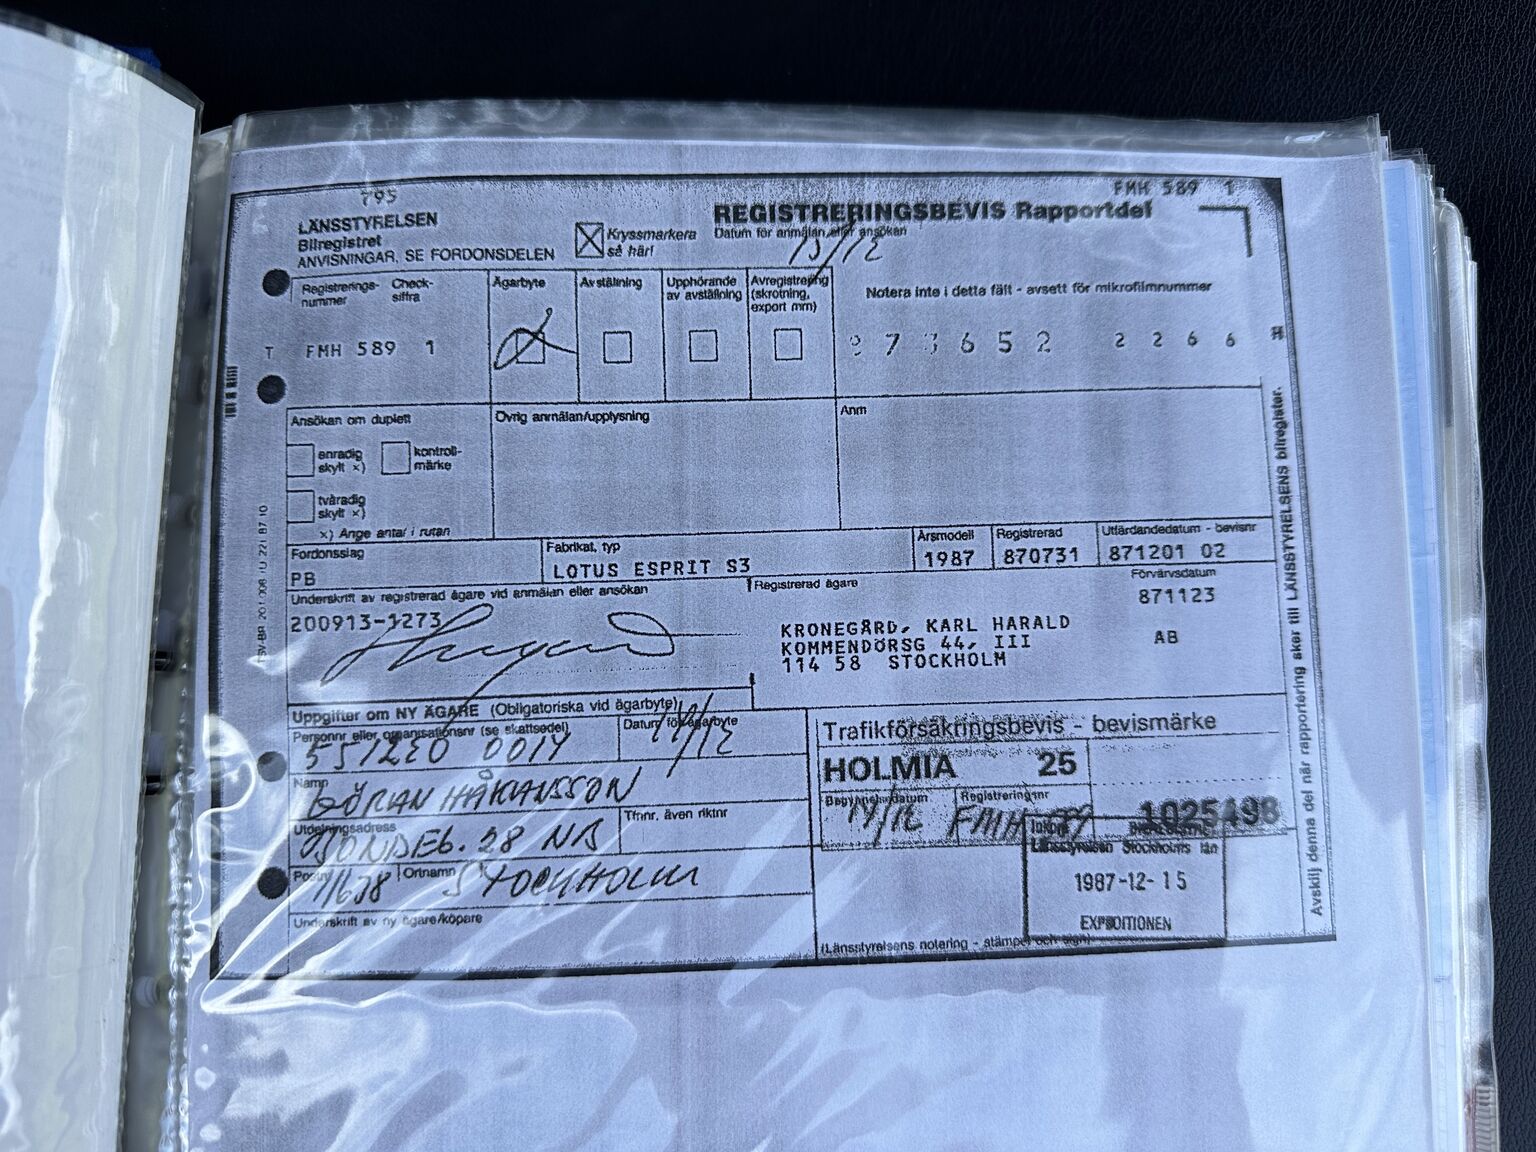 795
FMH 589 1
LÄNSSTYRELSEN
Bilregistret
ANVISNINGAR, SE FORDONSDELEN
Kryssmarkera
så här!
REGISTRERINGSBEVIS Rapportdel
Datum för anmälan eller ansökan
15/12
Registrerings-
nummer
Check-
siffra
Ägarbyte
Avställning
Upphörande
av avställning
Avregistrering
(skrotning,
export mm)
Notera inte i detta fält - avsett för mikrofilmnummer
T FMH 589 1
2266
Ansökan om duplett
enradig
skylt x)
kontroll-
märke
tvåradig
skylt x)
x) Ange antal i rutan
Övrig anmälan/upplysning
Anm
Fordonsslag
PB
Fabrikat, typ
LOTUS ESPRIT S3
Årsmodell
1987
Registrerad
870731
Utfärdandedatum - bevisnr
871201 02
Underskrift av registrerad ägare vid anmälan eller ansökan
200913-1273
Registrerad ägare
KRONEGÅRD, KARL HARALD
KOMMENDÖRSG 44, III
114 58 STOCKHOLM
Förvärvsdatum
871123
AB
Uppgifter om NY ÄGARE (Obligatoriska vid ägarbyte)
Personnr eller organisationsnr (se skattsedel)
551220 0014
Datum för ägarbyte
14/12
Namn
GÖRAN HÅKANSSON
Utdelningsadress
28 NB
Tfnnr, även riktnr
Postnr
11638
Ortnamn
STOCKHOLM
Underskrift av ny ägare/köpare
Trafikförsäkringsbevis - bevismärke
HOLMIA 25
Begynnelsedatum
14/12
Registreringsnr
FMH 589
1025498
Länsstyrelsen Stockholms län
1987-12-15
EXPEDITIONEN
(Länsstyrelsens notering - stämpel och sign)
Avskilj denna del när rapportering sker till LÄNSSTYRELSENS bilregister.